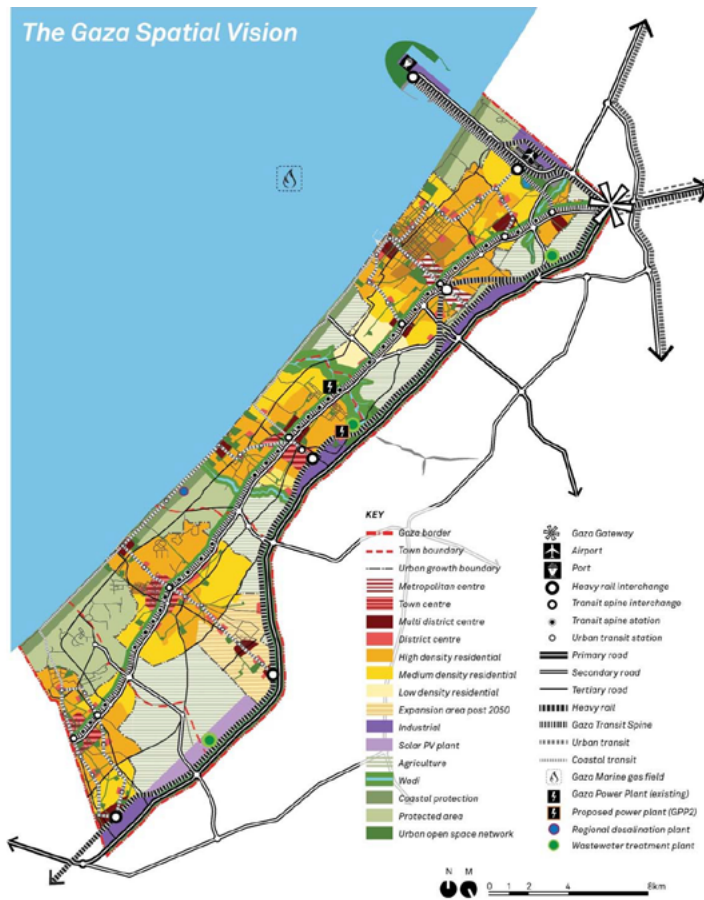 The Gaza Spatial Vision
KEY
Gaza border
Town boundary
Urban growth boundary
Metropolitan centre
Town centre
Multi district centre
District centre
High density residential
Medium density residential
Low density residential
Expansion area post 2050
Industrial
Solar PV plant
Agriculture
Wadi
Coastal protection
Protected area
Urban open space network
Gaza Gateway
Airport
Port
Heavy rail interchange
Transit spine interchange
Transit spine station
Urban transit station
Primary road
Secondary road
Tertiary road
Heavy rail
Gaza Transit Spine
Urban transit
Coastal transit
Gaza Marine gas field
Gaza Power Plant (existing)
Proposed power plant (GPP2)
Regional desalination plant
Wastewater treatment plant
N M
0 1 2 4 8km